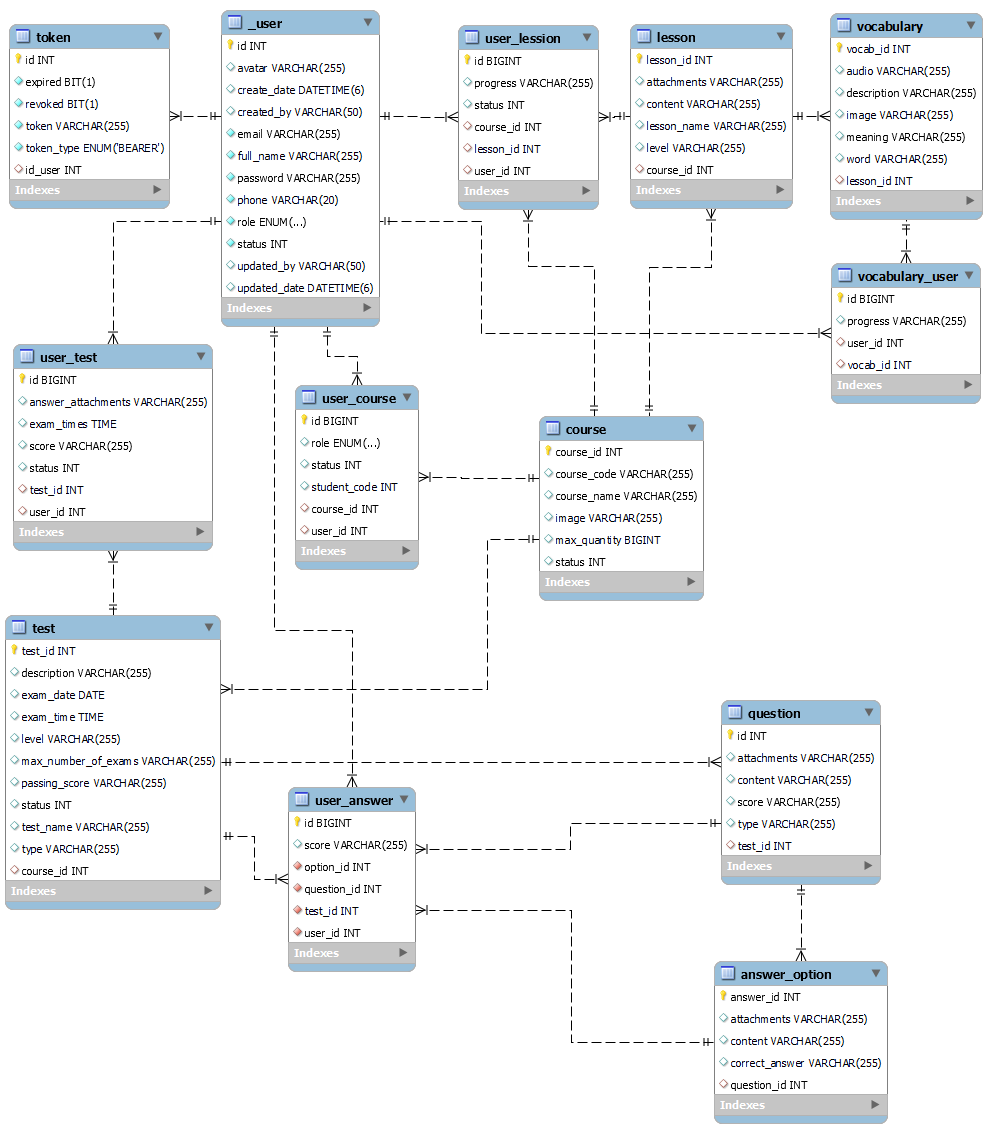 token
id INT
expired BIT(1)
revoked BIT(1)
token VARCHAR(255)
token_type ENUM('BEARER')
id_user INT
Indexes
_user
id INT
avatar VARCHAR(255)
create_date DATETIME(6)
created_by VARCHAR(50)
email VARCHAR(255)
full_name VARCHAR(255)
password VARCHAR(255)
phone VARCHAR(20)
role ENUM(...)
status INT
updated_by VARCHAR(50)
updated_date DATETIME(6)
Indexes
user_lession
id BIGINT
progress VARCHAR(255)
status INT
course_id INT
lesson_id INT
user_id INT
Indexes
lesson
lesson_id INT
attachments VARCHAR(255)
content VARCHAR(255)
lesson_name VARCHAR(255)
level VARCHAR(255)
course_id INT
Indexes
vocabulary
vocab_id INT
audio VARCHAR(255)
description VARCHAR(255)
image VARCHAR(255)
meaning VARCHAR(255)
word VARCHAR(255)
lesson_id INT
Indexes
vocabulary_user
id BIGINT
progress VARCHAR(255)
user_id INT
vocab_id INT
Indexes
user_test
id BIGINT
answer_attachments VARCHAR(255)
exam_times TIME
score VARCHAR(255)
status INT
test_id INT
user_id INT
Indexes
user_course
id BIGINT
role ENUM(...)
status INT
student_code INT
course_id INT
user_id INT
Indexes
course
course_id INT
course_code VARCHAR(255)
course_name VARCHAR(255)
image VARCHAR(255)
max_quantity BIGINT
status INT
Indexes
test
test_id INT
description VARCHAR(255)
exam_date DATE
exam_time TIME
level VARCHAR(255)
max_number_of_exams VARCHAR(255)
passing_score VARCHAR(255)
status INT
test_name VARCHAR(255)
type VARCHAR(255)
course_id INT
Indexes
user_answer
id BIGINT
score VARCHAR(255)
option_id INT
question_id INT
test_id INT
user_id INT
Indexes
question
id INT
attachments VARCHAR(255)
content VARCHAR(255)
score VARCHAR(255)
type VARCHAR(255)
test_id INT
Indexes
answer_option
answer_id INT
attachments VARCHAR(255)
content VARCHAR(255)
correct_answer VARCHAR(255)
question_id INT
Indexes